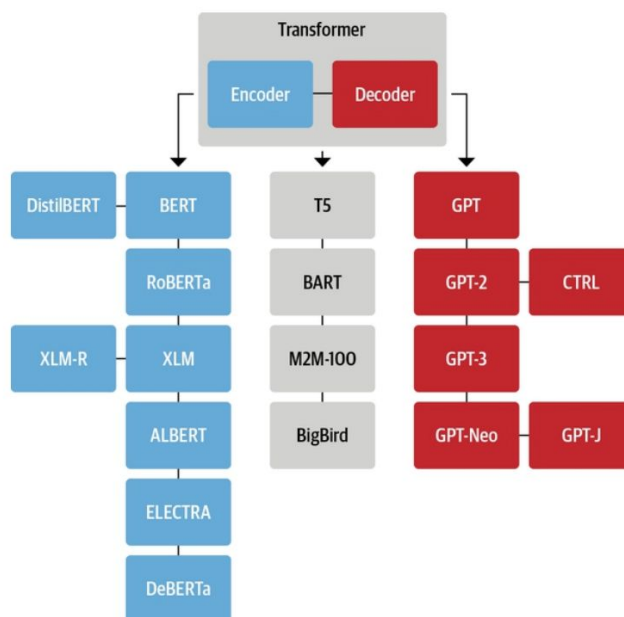 Transformer
Encoder
Decoder
DistilBERT
BERT
T5
GPT
RoBERTa
BART
GPT-2
CTRL
XLM-R
XLM
M2M-100
GPT-3
ALBERT
BigBird
GPT-Neo
GPT-J
ELECTRA
DeBERTa